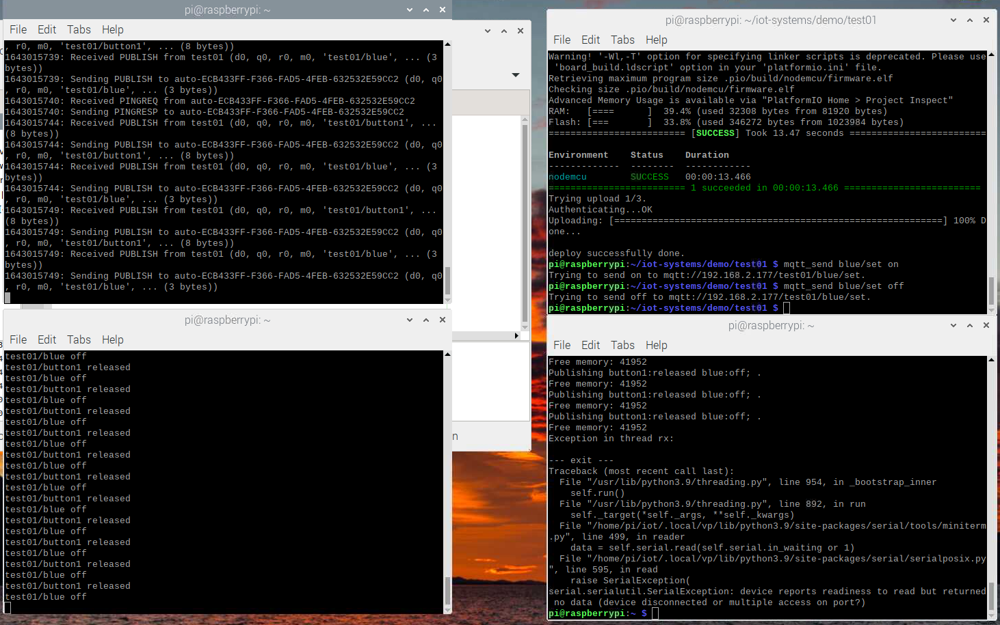 pi@raspberrypi: ~
File Edit Tabs Help
, r0, m0, 'test01/button1', ... (8 bytes))
1643015739: Received PUBLISH from test01 (d0, q0, r0, m0, 'test01/blue', ... (3
bytes))
1643015739: Sending PUBLISH to auto-ECB433FF-F366-FAD5-4FEB-632532E59CC2 (d0, q0
, r0, m0, 'test01/blue', ... (3 bytes))
1643015740: Received PINGREQ from auto-ECB433FF-F366-FAD5-4FEB-632532E59CC2
1643015740: Sending PINGRESP to auto-ECB433FF-F366-FAD5-4FEB-632532E59CC2
1643015744: Received PUBLISH from test01 (d0, q0, r0, m0, 'test01/button1', ...
(8 bytes))
1643015744: Sending PUBLISH to auto-ECB433FF-F366-FAD5-4FEB-632532E59CC2 (d0, q0
, r0, m0, 'test01/button1', ... (8 bytes))
1643015744: Received PUBLISH from test01 (d0, q0, r0, m0, 'test01/blue', ... (3
bytes))
1643015744: Sending PUBLISH to auto-ECB433FF-F366-FAD5-4FEB-632532E59CC2 (d0, q0
, r0, m0, 'test01/blue', ... (3 bytes))
1643015749: Received PUBLISH from test01 (d0, q0, r0, m0, 'test01/button1', ...
(8 bytes))
1643015749: Sending PUBLISH to auto-ECB433FF-F366-FAD5-4FEB-632532E59CC2 (d0, q0
, r0, m0, 'test01/button1', ... (8 bytes))
1643015749: Received PUBLISH from test01 (d0, q0, r0, m0, 'test01/blue', ... (3
bytes))
1643015749: Sending PUBLISH to auto-ECB433FF-F366-FAD5-4FEB-632532E59CC2 (d0, q0
, r0, m0, 'test01/blue', ... (3 bytes))
pi@raspberrypi: ~/iot-systems/demo/test01
File Edit Tabs Help
Warning! '-Wl,-T' option for specifying linker scripts is deprecated. Please use
'board_build.ldscript' option in your 'platformio.ini' file.
Retrieving maximum program size .pio/build/nodemcu/firmware.elf
Checking size .pio/build/nodemcu/firmware.elf
Advanced Memory Usage is available via "PlatformIO Home > Project Inspect"
RAM:   [====      ]  39.4% (used 32308 bytes from 81920 bytes)
Flash: [===       ]  33.8% (used 346272 bytes from 1023984 bytes)
========================= [SUCCESS] Took 13.47 seconds =========================
Environment    Status    Duration
-------------  --------  ------------
nodemcu        SUCCESS   00:00:13.466
========================= 1 succeeded in 00:00:13.466 =========================
Trying upload 1/3.
Authenticating...OK
Uploading: [============================================================] 100% D
one...
deploy successfully done.
pi@raspberrypi:~/iot-systems/demo/test01 $ mqtt_send blue/set on
Trying to send on to mqtt://192.168.2.177/test01/blue/set.
pi@raspberrypi:~/iot-systems/demo/test01 $ mqtt_send blue/set off
Trying to send off to mqtt://192.168.2.177/test01/blue/set.
pi@raspberrypi:~/iot-systems/demo/test01 $
pi@raspberrypi: ~
File Edit Tabs Help
test01/blue off
test01/button1 released
test01/blue off
test01/button1 released
test01/blue off
test01/button1 released
test01/blue off
test01/button1 released
test01/blue off
test01/button1 released
test01/blue off
test01/button1 released
test01/blue off
test01/button1 released
test01/blue off
test01/button1 released
test01/blue off
test01/button1 released
test01/blue off
test01/button1 released
test01/blue off
test01/button1 released
test01/blue off
n
pi@raspberrypi: ~
File Edit Tabs Help
Free memory: 41952
Publishing button1:released blue:off; .
Free memory: 41952
Publishing button1:released blue:off; .
Free memory: 41952
Publishing button1:released blue:off; .
Free memory: 41952
Exception in thread rx:
--- exit ---
Traceback (most recent call last):
File "/usr/lib/python3.9/threading.py", line 954, in _bootstrap_inner
self.run()
File "/usr/lib/python3.9/threading.py", line 892, in run
self._target(*self._args, **self._kwargs)
File "/home/pi/iot/.local/vp/lib/python3.9/site-packages/serial/tools/miniterm
.py", line 499, in reader
data = self.serial.read(self.serial.in_waiting or 1)
File "/home/pi/iot/.local/vp/lib/python3.9/site-packages/serial/serialposix.py
", line 595, in read
raise SerialException(
serial.serialutil.SerialException: device reports readiness to read but returned
no data (device disconnected or multiple access on port?)
pi@raspberrypi:~ $